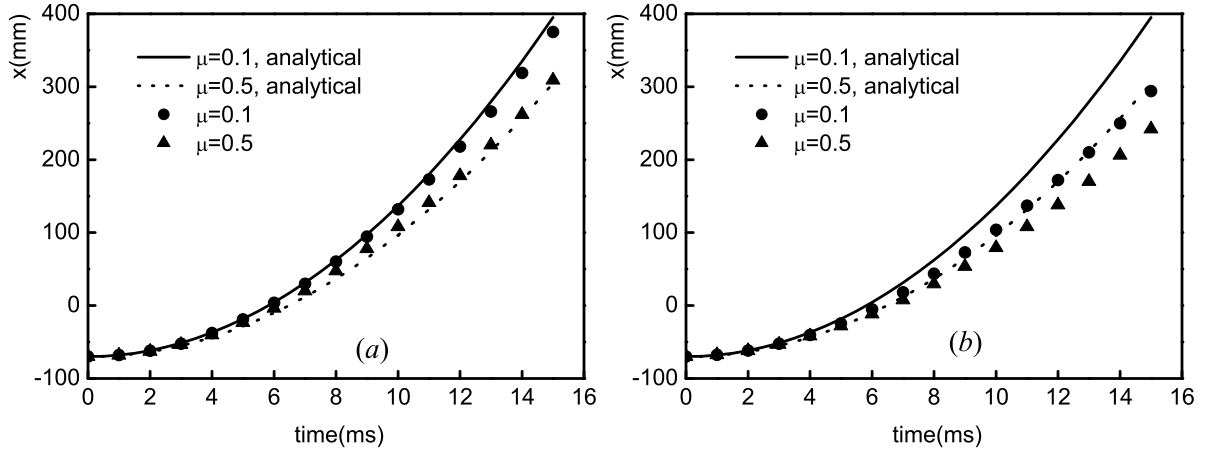 400
300
200
100
0
-100
x(mm)
μ=0.1, analytical
μ=0.5, analytical
μ=0.1
μ=0.5
(a)
0 2 4 6 8 10 12 14 16
time(ms)
400
300
200
100
0
-100
x(mm)
μ=0.1, analytical
μ=0.5, analytical
μ=0.1
μ=0.5
(b)
0 2 4 6 8 10 12 14 16
time(ms)